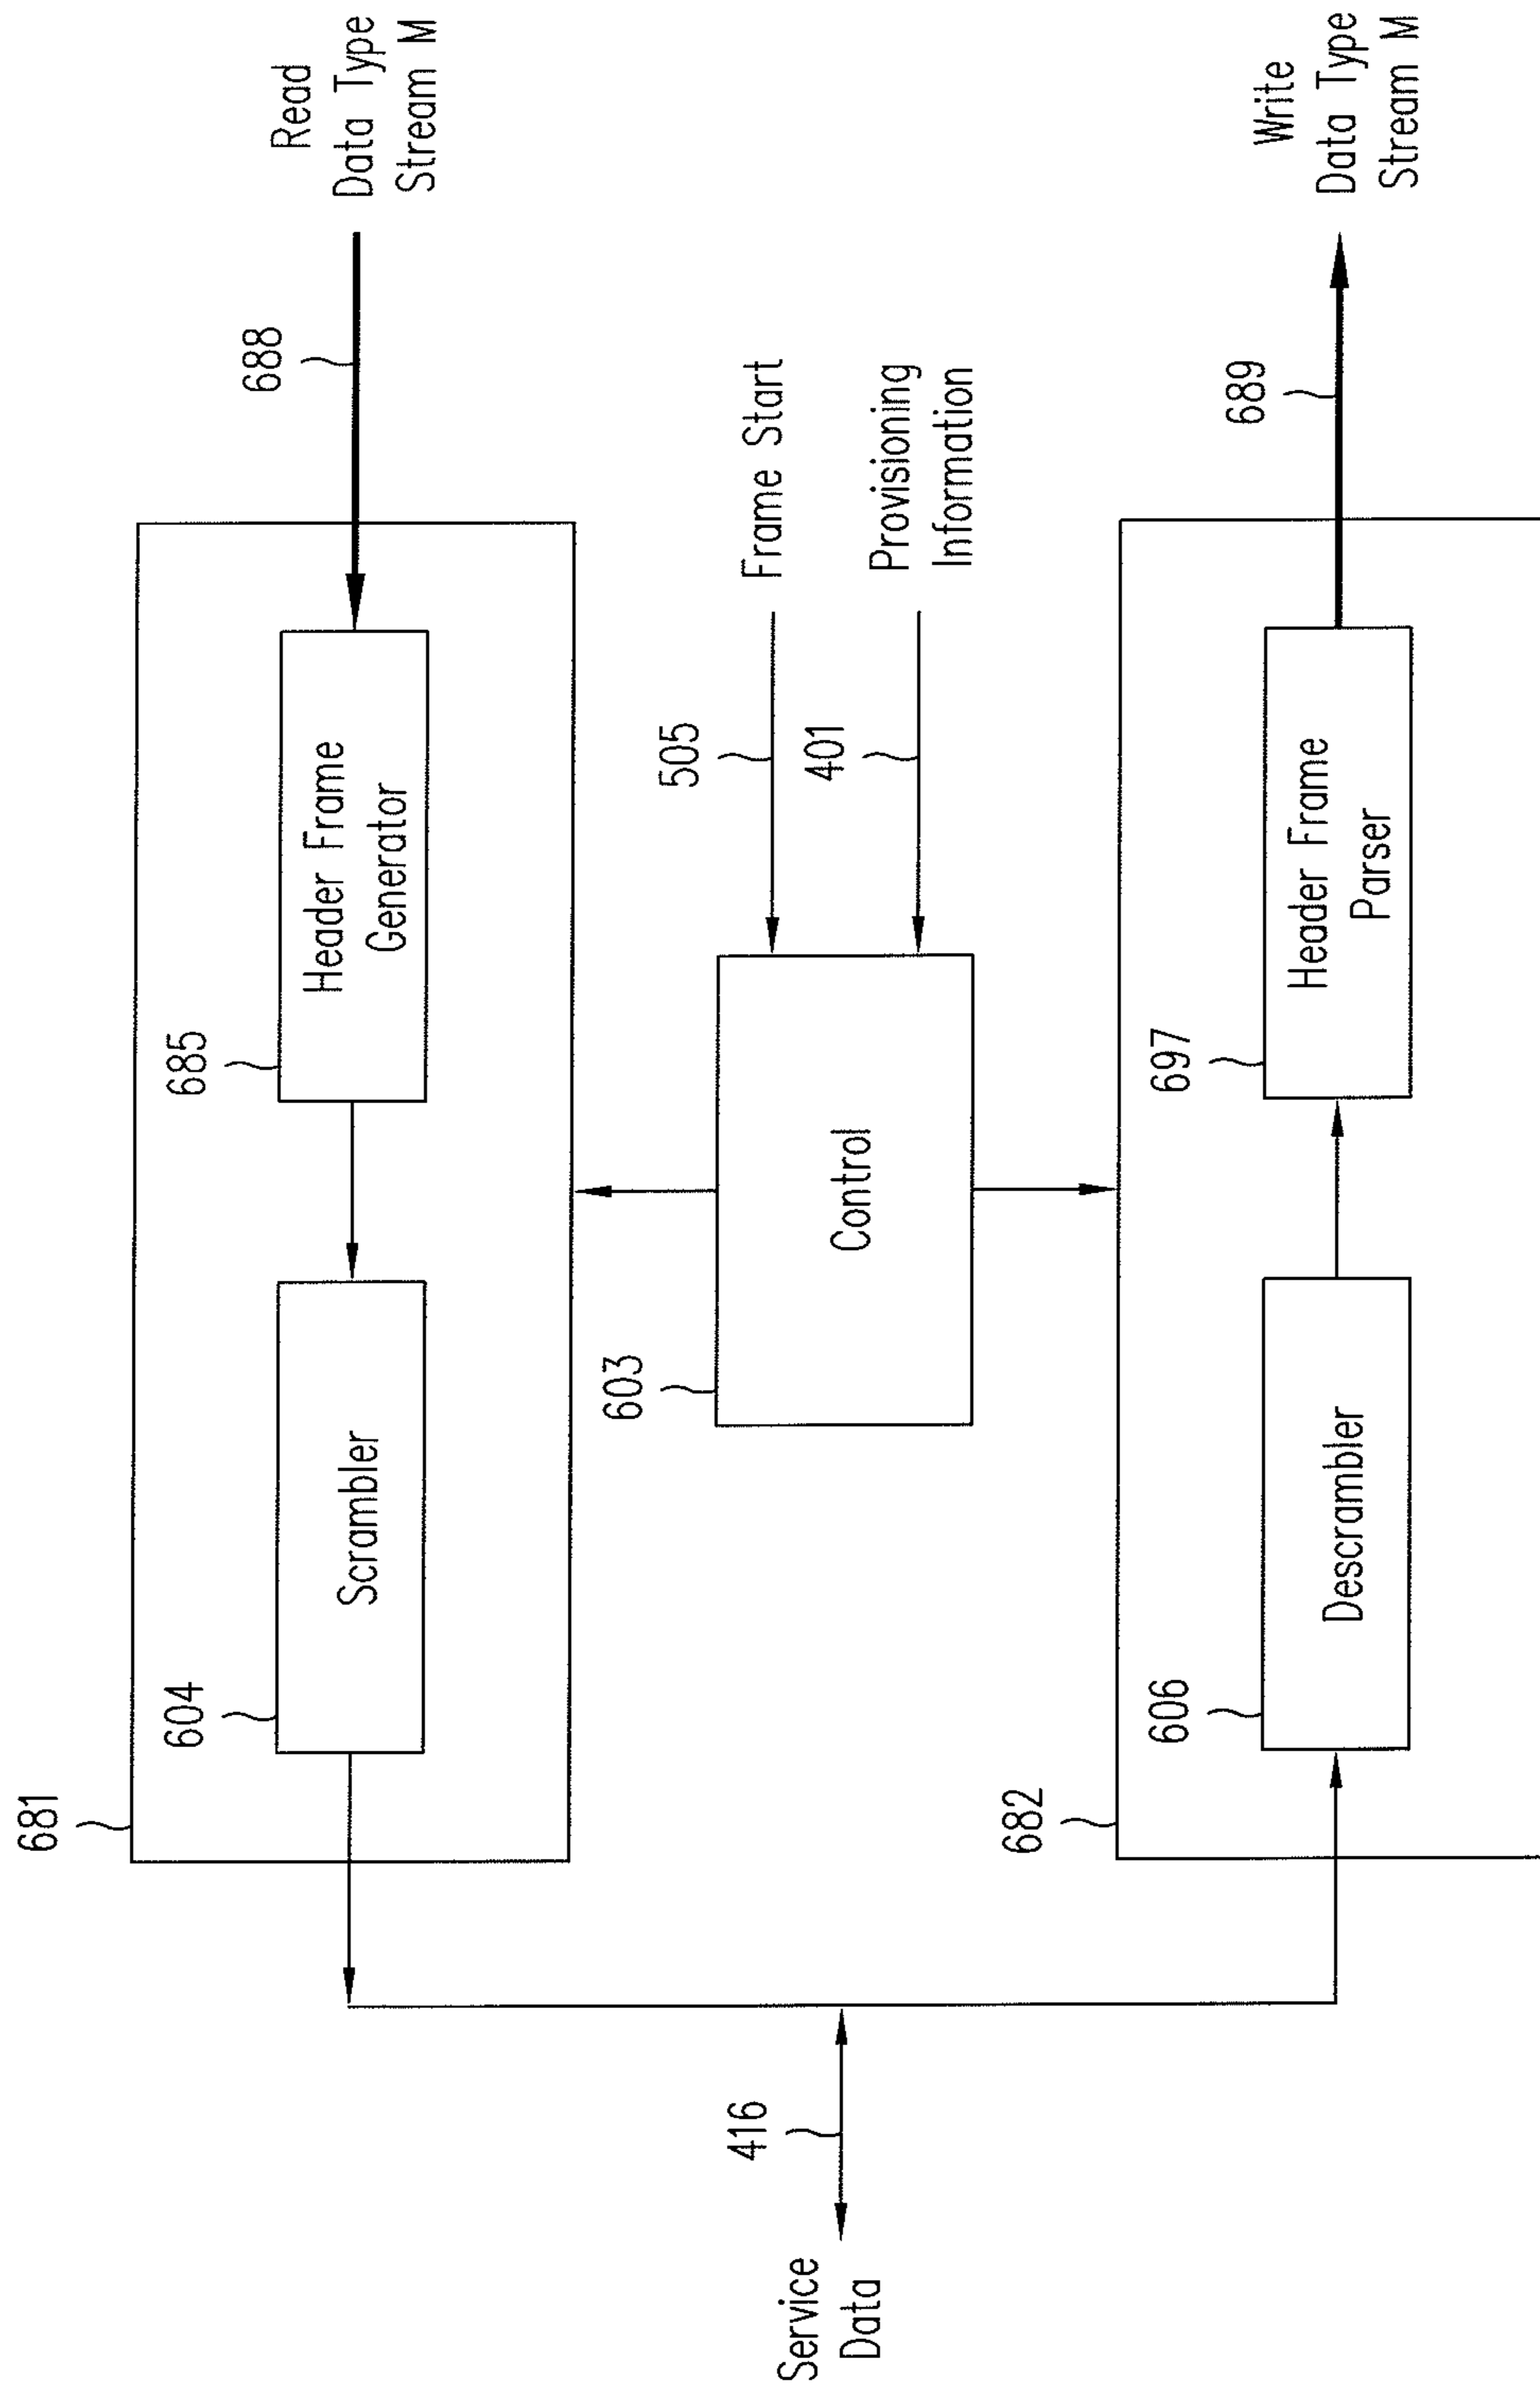 681
604
Scrambler
685
Header Frame
Generator
688
Read
Data Type
Stream M
416
Service
Data
603
Control
505
Frame Start
401
Provisioning
Information
682
606
Descrambler
697
Header Frame
Parser
689
Write
Data Type
Stream M